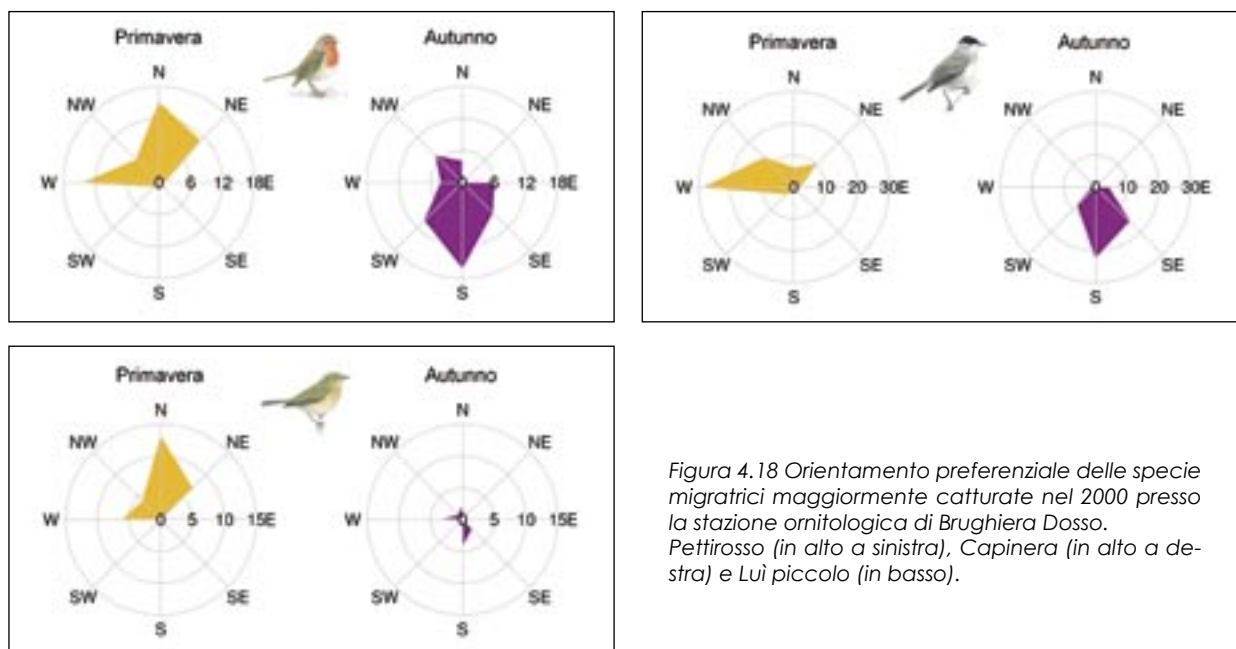 Primavera
Autunno
N
NW
NE
W
0 6 12 18E
SW
SE
S
N
NW
NE
W
0 6 12 18E
SW
SE
S
Primavera
Autunno
N
NW
NE
W
0 10 20 30E
SW
SE
S
N
NW
NE
W
0 10 20 30E
SW
SE
S
Primavera
Autunno
N
NW
NE
W
0 5 10 15E
SW
SE
S
N
NW
NE
W
0 5 10 15E
SW
SE
S
Figura 4.18 Orientamento preferenziale delle specie
migratrici maggiormente catturate nel 2000 presso
la stazione ornitologica di Brughiera Dosso.
Pettirosso (in alto a sinistra), Capinera (in alto a de-
stra) e Luì piccolo (in basso).